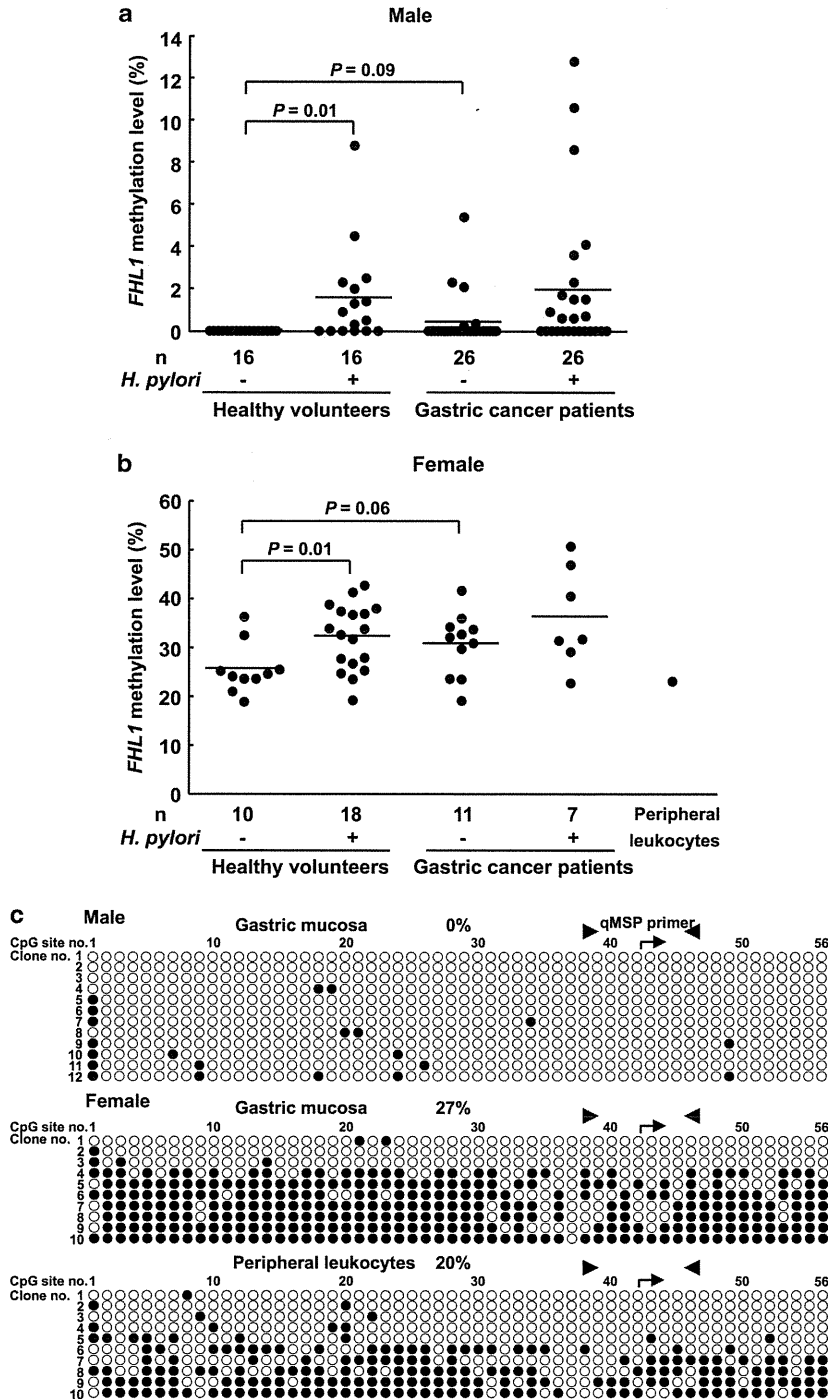 a
Male
FHL1 methylation level (%)
14
12
10
8
6
4
2
0
P = 0.09
P = 0.01
n 16 16 26 26
H. pylori - + - +
Healthy volunteers Gastric cancer patients
b
Female
FHL1 methylation level (%)
60
50
40
30
20
10
0
P = 0.06
P = 0.01
n 10 18 11 7 Peripheral
H. pylori - + - + leukocytes
Healthy volunteers Gastric cancer patients
c
Male
Gastric mucosa 0% qMSP primer
CpG site no. 1 10 20 30 40 50 56
Clone no. 1
2
3
4
5
6
7
8
9
10
11
12
Female
Gastric mucosa 27%
CpG site no. 1 10 20 30 40 50 56
Clone no. 1
2
3
4
5
6
7
8
9
10
Peripheral leukocytes 20%
CpG site no. 1 10 20 30 40 50 56
Clone no. 1
2
3
4
5
6
7
8
9
10